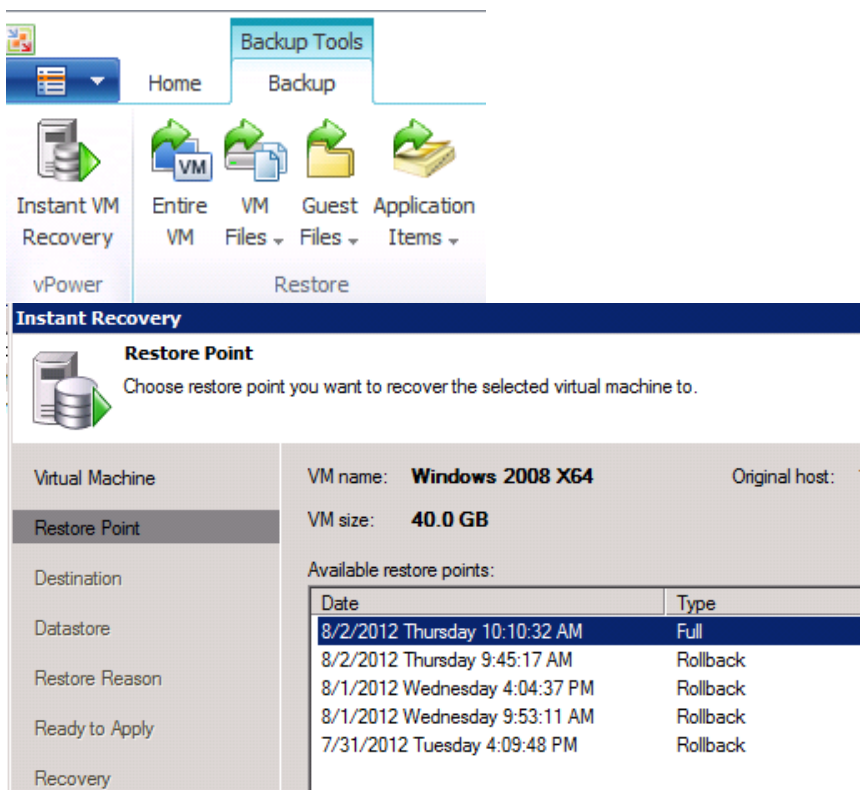 Backup Tools
Home Backup
Instant VM Recovery
Entire VM
VM Files
Guest Files
Application Items
vPower Restore
Instant Recovery
Restore Point
Choose restore point you want to recover the selected virtual machine to.
Virtual Machine
Restore Point
Destination
Datastore
Restore Reason
Ready to Apply
Recovery
VM name: Windows 2008 X64 Original host:
VM size: 40.0 GB
Available restore points:
Date Type
8/2/2012 Thursday 10:10:32 AM Full
8/2/2012 Thursday 9:45:17 AM Rollback
8/1/2012 Wednesday 4:04:37 PM Rollback
8/1/2012 Wednesday 9:53:11 AM Rollback
7/31/2012 Tuesday 4:09:48 PM Rollback